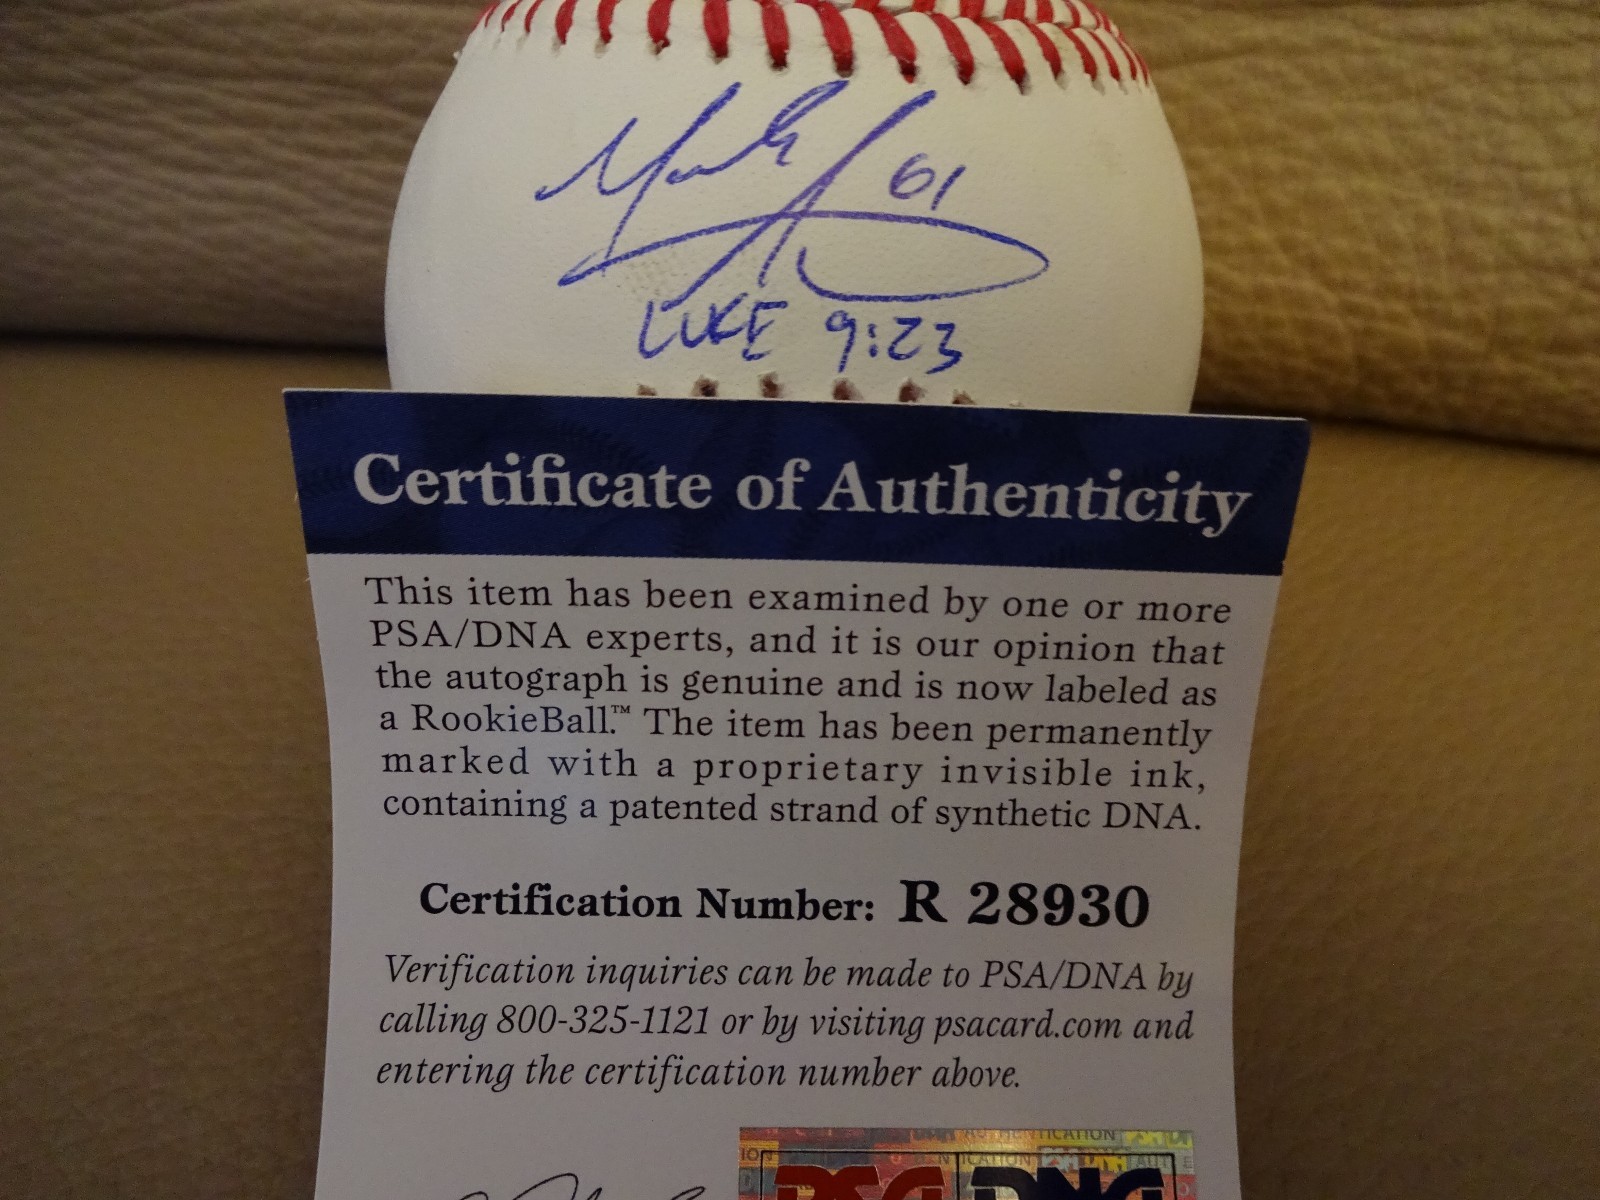 61
LUKE 9:23
Certificate of Authenticity
This item has been examined by one or more
PSA/DNA experts, and it is our opinion that
the autograph is genuine and is now labeled as
a RookieBall.™ The item has been permanently
marked with a proprietary invisible ink,
containing a patented strand of synthetic DNA.
Certification Number: R 28930
Verification inquiries can be made to PSA/DNA by
calling 800-325-1121 or by visiting psacard.com and
entering the certification number above.
PSA DNA